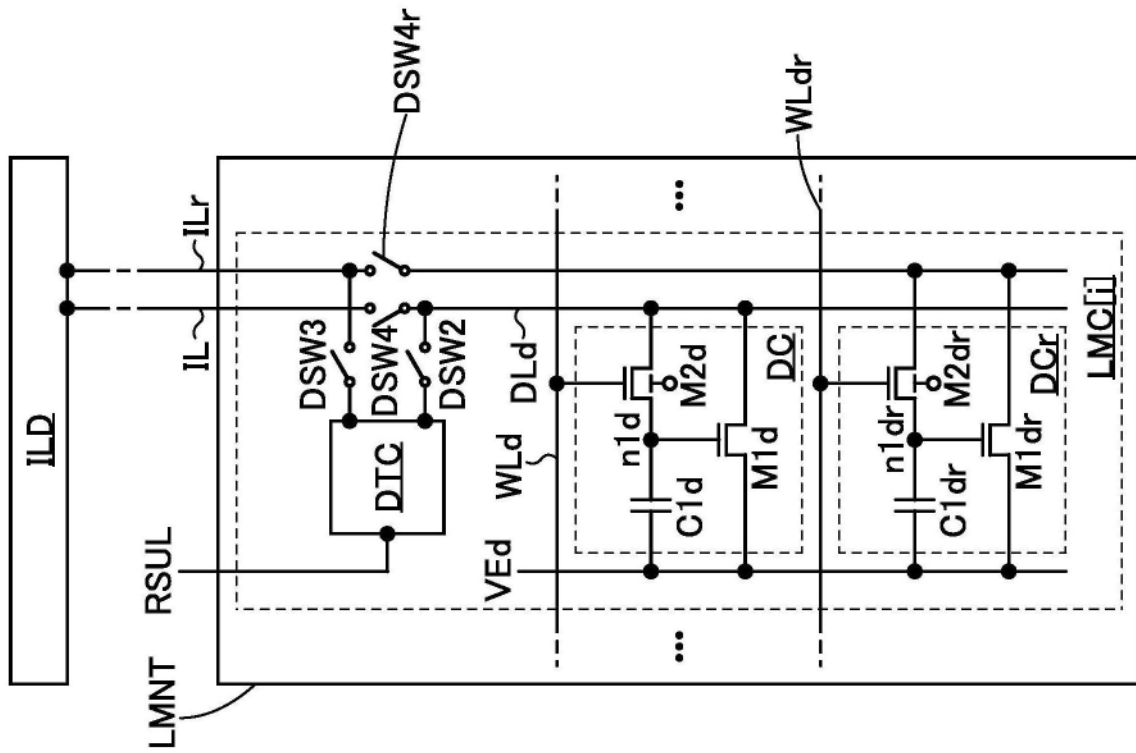 ILD
IL
ILr
DSW4r
LMNT
RSUL
DTC
DSW3
DSW4
DSW2
DLd
WLd
VEd
n1d
M2d
C1d
M1d
DC
...
...
WLdr
n1dr
M2dr
C1dr
M1dr
DCr
LMC[i]